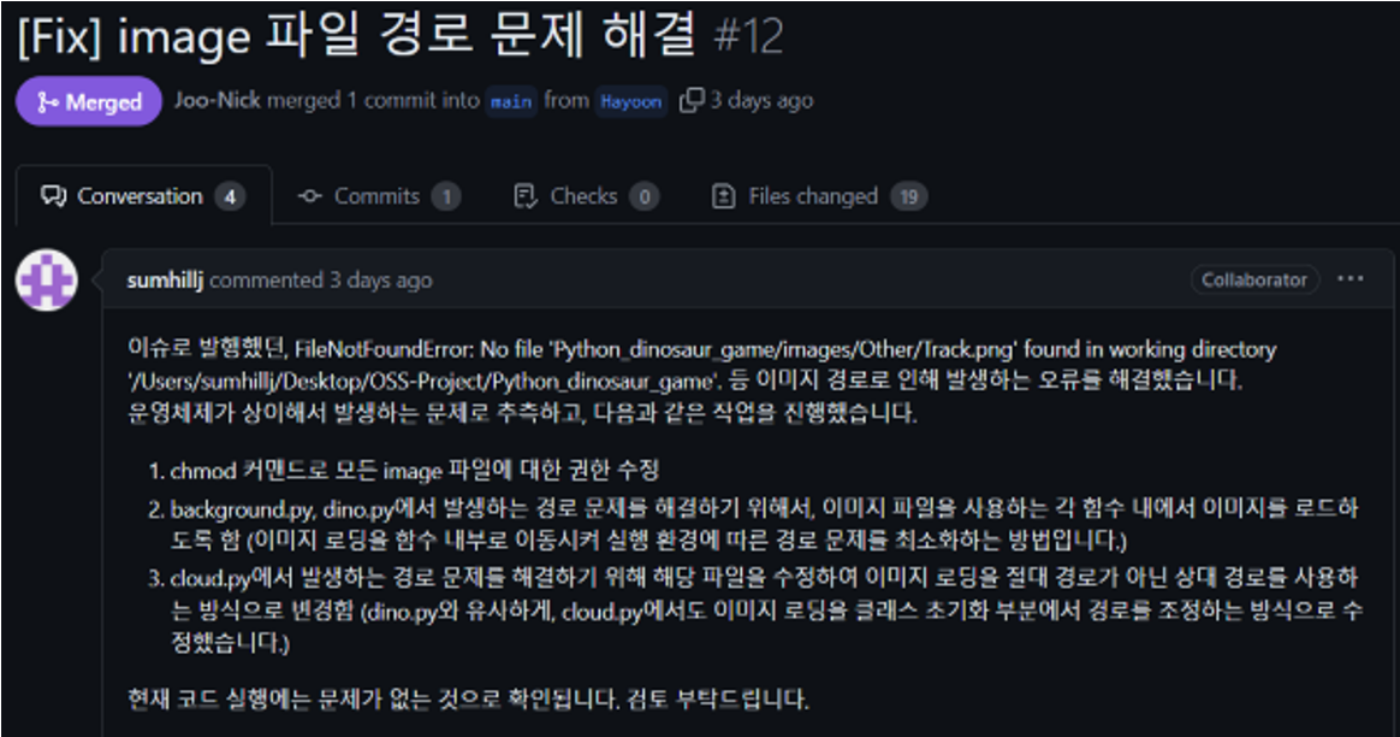 [Fix] image 파일 경로 문제 해결 #12
Merged Joo-Nick merged 1 commit into main from Hayoon 3 days ago
Conversation 4 Commits 1 Checks 0 Files changed 19
sumhillj commented 3 days ago Collaborator ...
이슈로 발행했던, FileNotFoundError: No file 'Python_dinosaur_game/images/Other/Track.png' found in working directory
'/Users/sumhillj/Desktop/OSS-Project/Python_dinosaur_game'. 등 이미지 경로로 인해 발생하는 오류를 해결했습니다.
운영체제가 상이해서 발생하는 문제로 추측하고, 다음과 같은 작업을 진행했습니다.
1. chmod 커맨드로 모든 image 파일에 대한 권한 수정
2. background.py, dino.py에서 발생하는 경로 문제를 해결하기 위해서, 이미지 파일을 사용하는 각 함수 내에서 이미지를 로드하
도록 함 (이미지 로딩을 함수 내부로 이동시켜 실행 환경에 따른 경로 문제를 최소화하는 방법입니다.)
3. cloud.py에서 발생하는 경로 문제를 해결하기 위해 해당 파일을 수정하여 이미지 로딩을 절대 경로가 아닌 상대 경로를 사용하
는 방식으로 변경함 (dino.py와 유사하게, cloud.py에서도 이미지 로딩을 클래스 초기화 부분에서 경로를 조정하는 방식으로 수
정했습니다.)
현재 코드 실행에는 문제가 없는 것으로 확인됩니다. 검토 부탁드립니다.